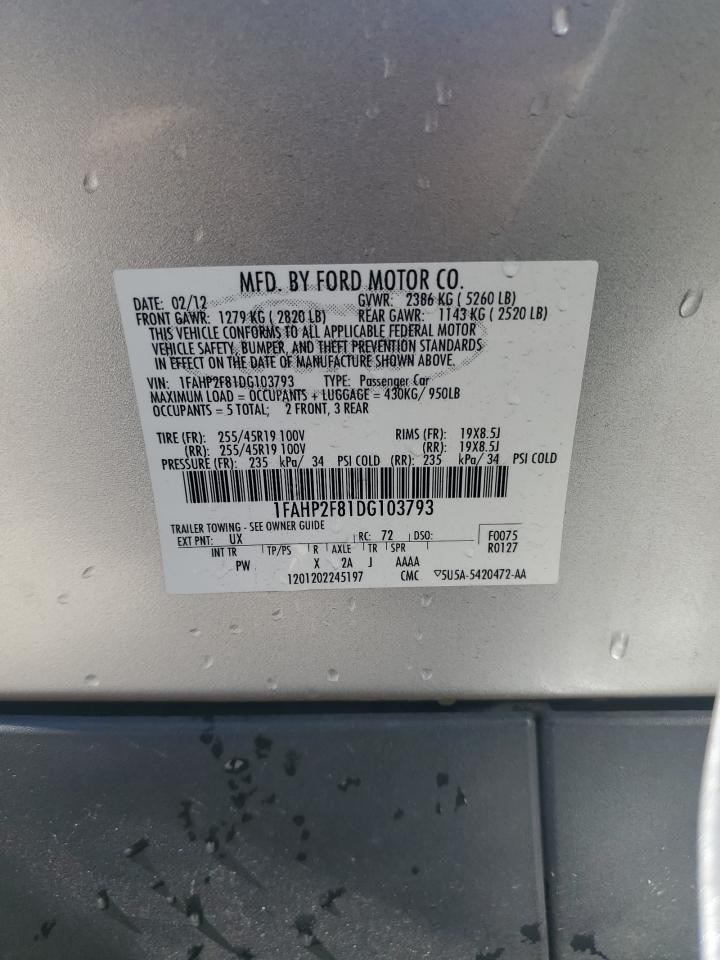 MFD. BY FORD MOTOR CO.
DATE: 02/12 GVWR: 2386 KG ( 5260 LB)
FRONT GAWR: 1279 KG ( 2820 LB) REAR GAWR: 1143 KG ( 2520 LB)
THIS VEHICLE CONFORMS TO ALL APPLICABLE FEDERAL MOTOR
VEHICLE SAFETY, BUMPER, AND THEFT PREVENTION STANDARDS
IN EFFECT ON THE DATE OF MANUFACTURE SHOWN ABOVE.
VIN: 1FAHP2F81DG103793 TYPE: Passenger Car
MAXIMUM LOAD = OCCUPANTS + LUGGAGE = 430KG/ 950LB
OCCUPANTS = 5 TOTAL; 2 FRONT, 3 REAR
TIRE (FR): 255/45R19 100V RIMS (FR): 19X8.5J
(RR): 255/45R19 100V (RR): 19X8.5J
PRESSURE (FR): 235 kPa/ 34 PSI COLD (RR): 235 kPa/ 34 PSI COLD
1FAHP2F81DG103793
TRAILER TOWING - SEE OWNER GUIDE
EXT PNT: UX RC: 72 DSO: F0075
INT TR TP/PS R AXLE TR SPR R0127
PW X 2A J AAAA
1201202245197 CMC ▽5U5A-5420472-AA